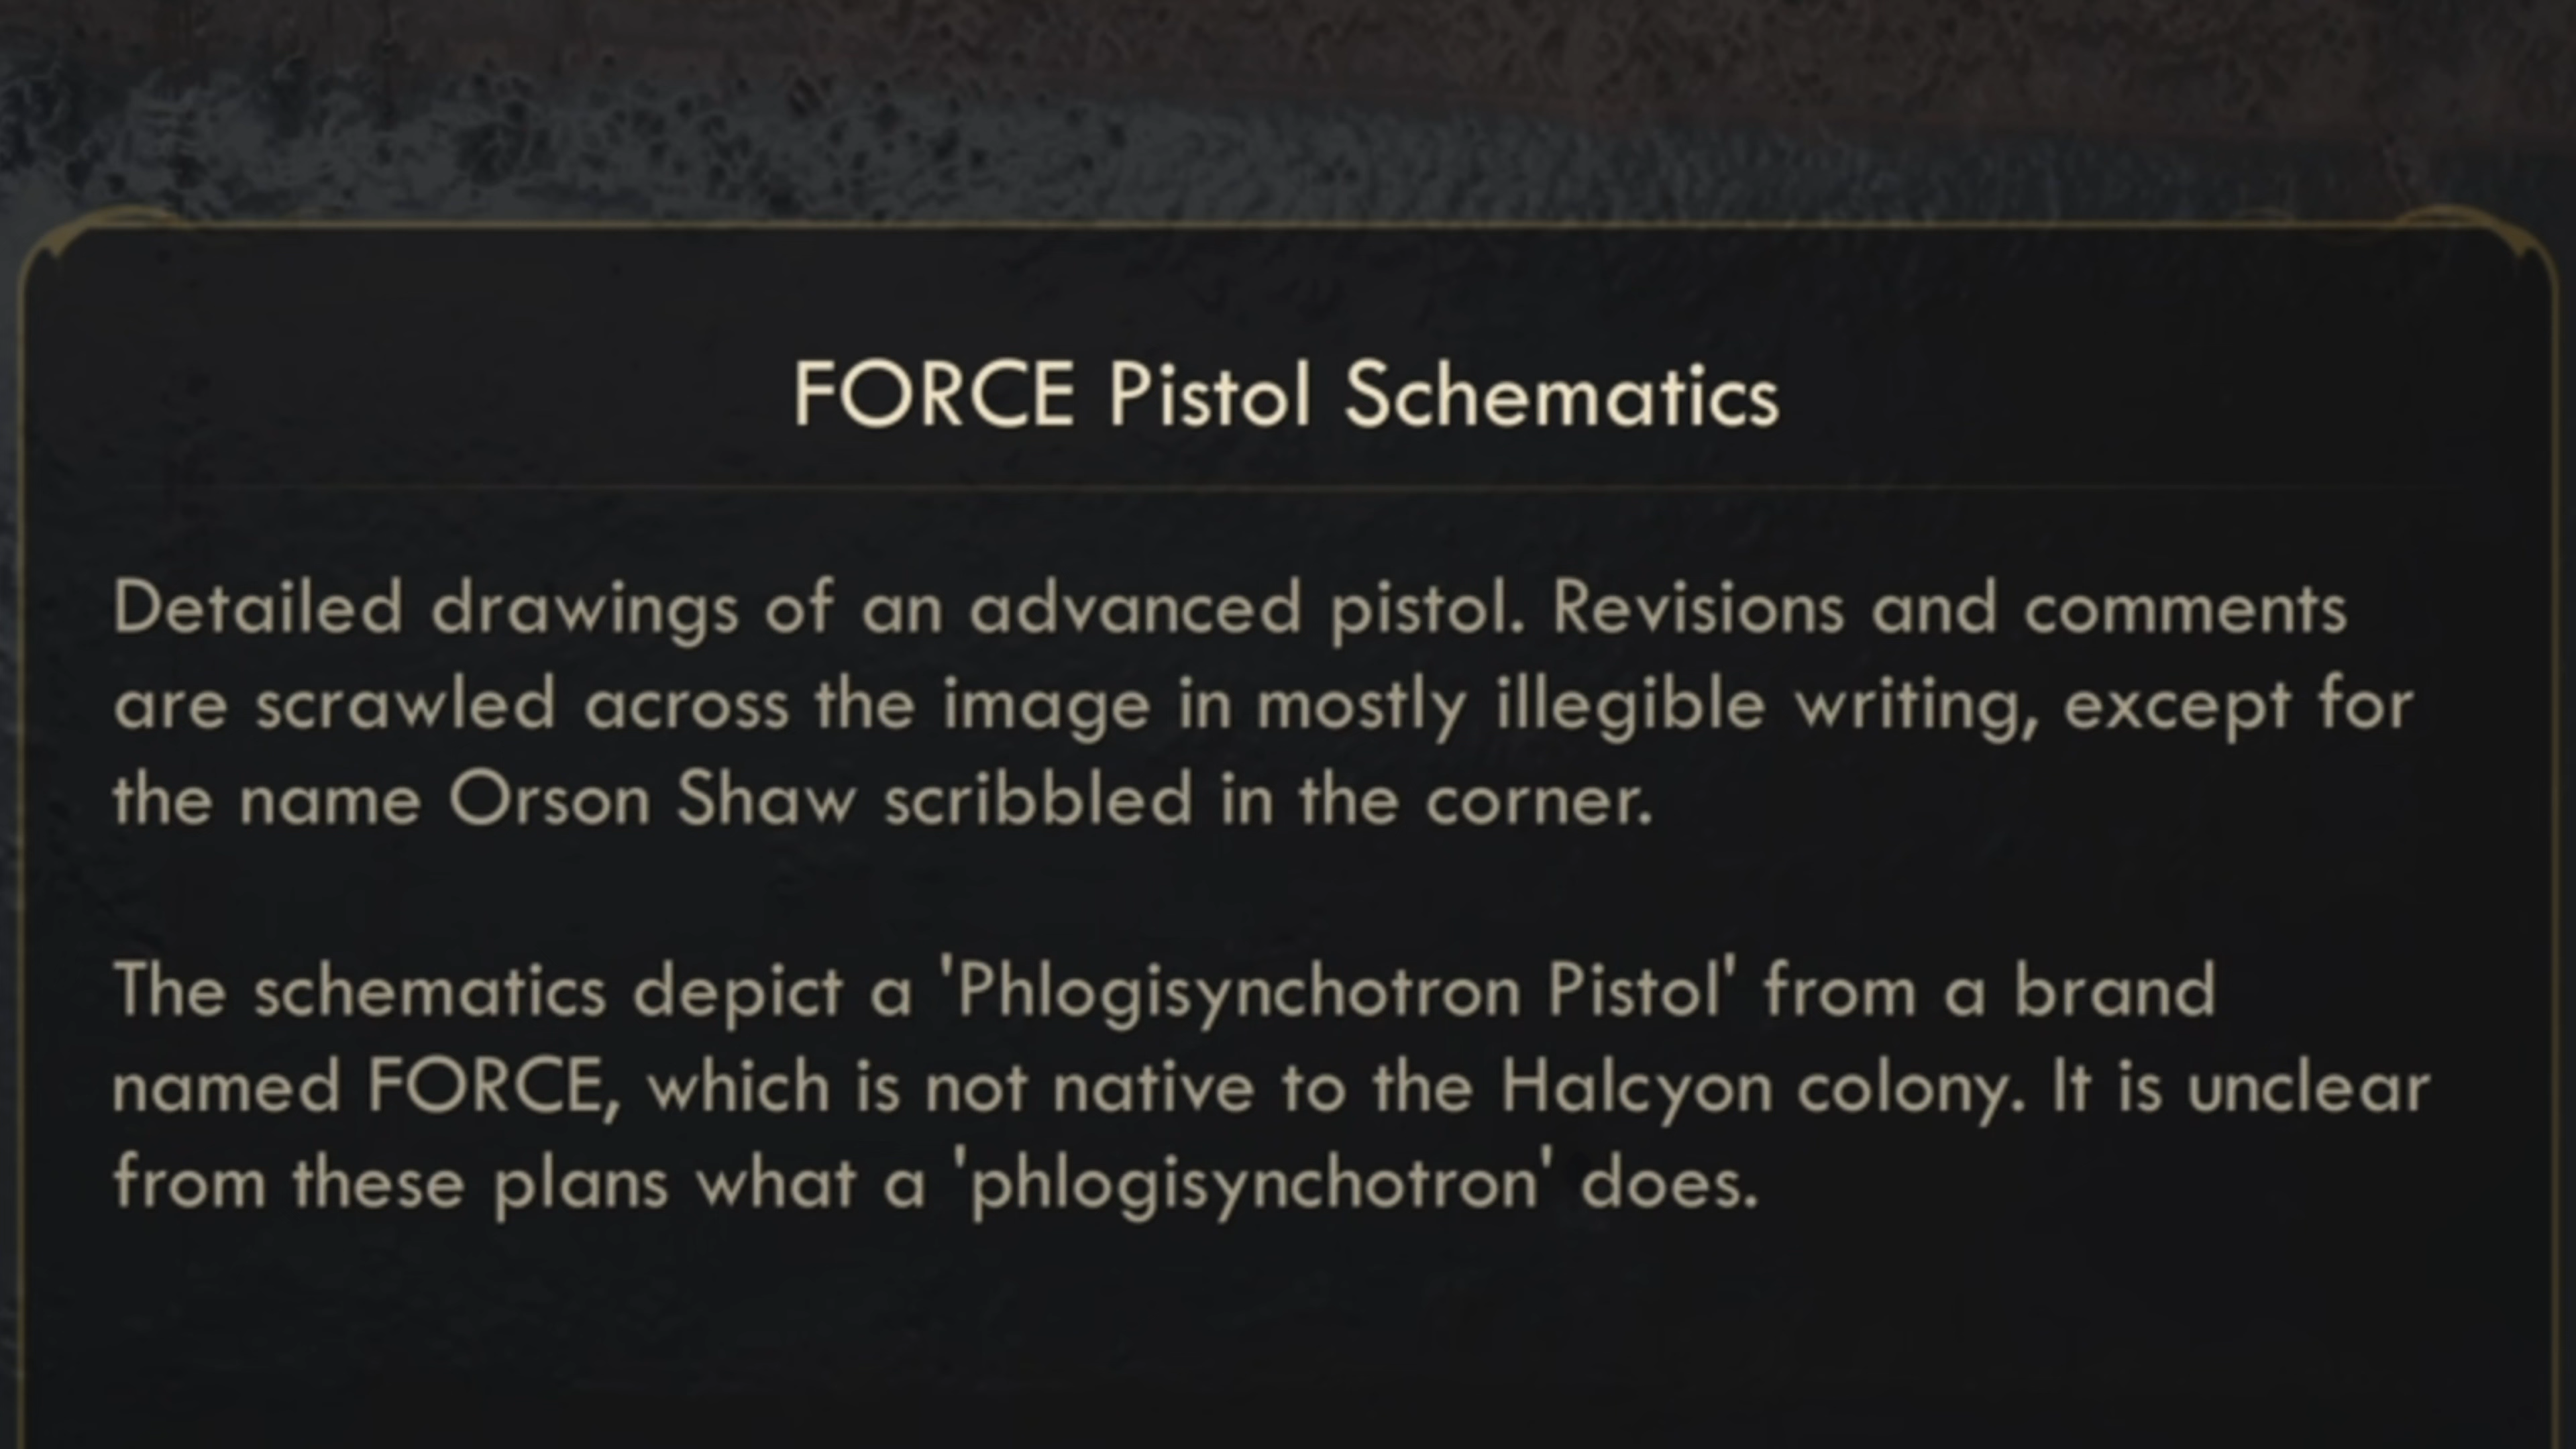 FORCE Pistol Schematics
Detailed drawings of an advanced pistol. Revisions and comments
are scrawled across the image in mostly illegible writing, except for
the name Orson Shaw scribbled in the corner.
The schematics depict a 'Phlogisynchotron Pistol' from a brand
named FORCE, which is not native to the Halcyon colony. It is unclear
from these plans what a 'phlogisynchotron' does.